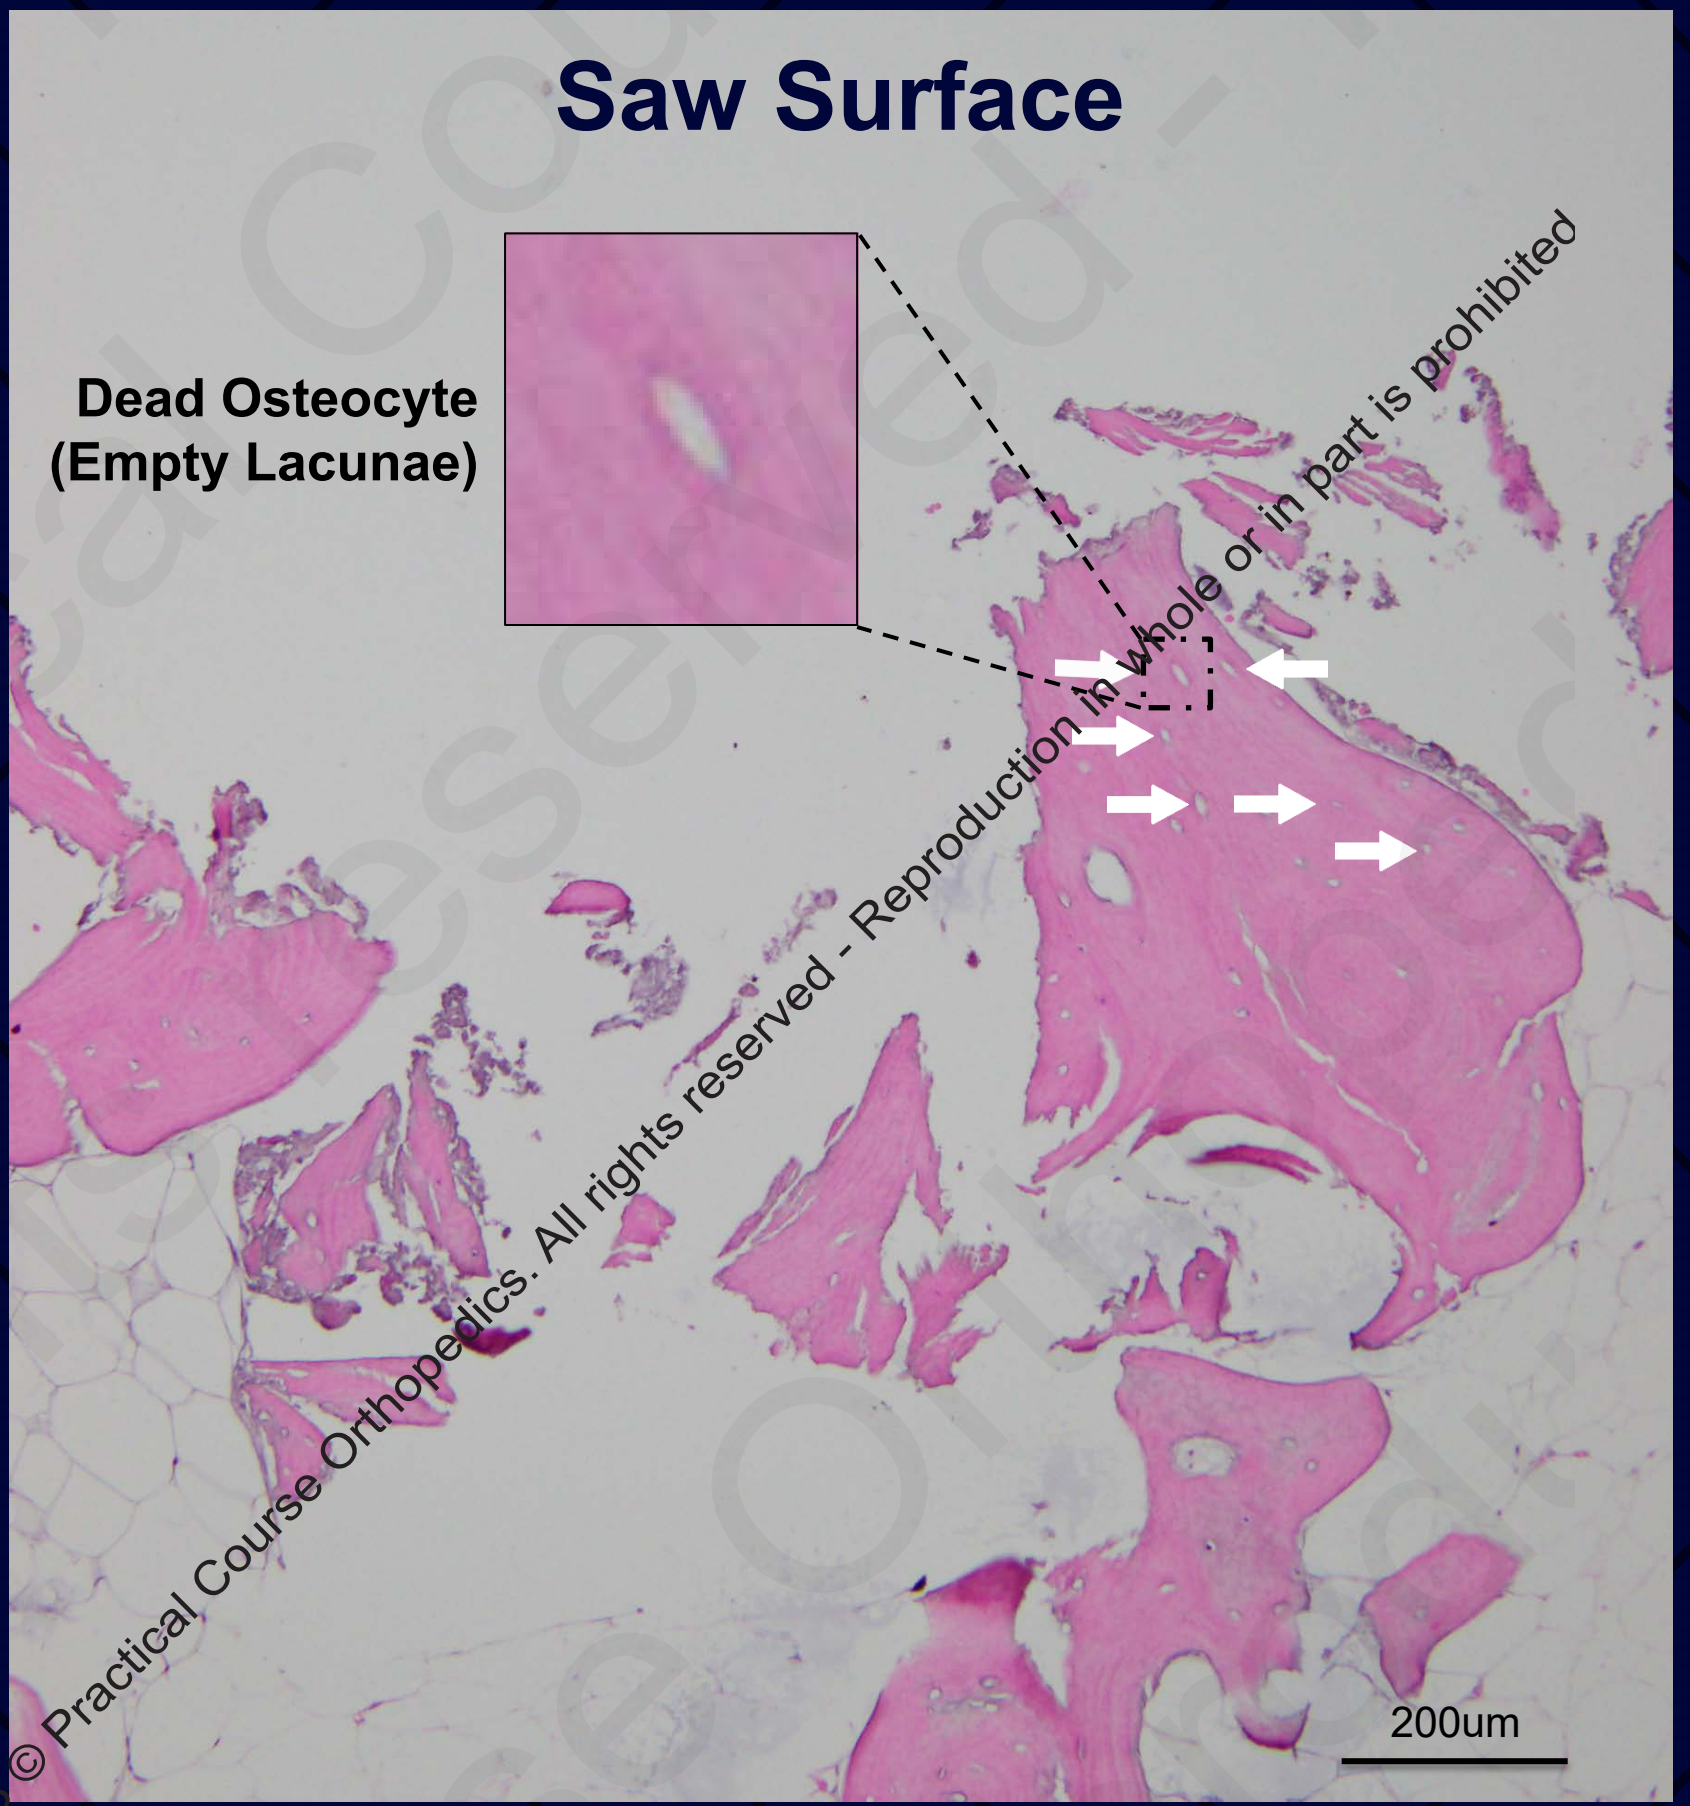 Saw Surface
Dead Osteocyte
(Empty Lacunae)
© Practical Course Orthopedics. All rights reserved - Reproduction in whole or in part is prohibited
200um